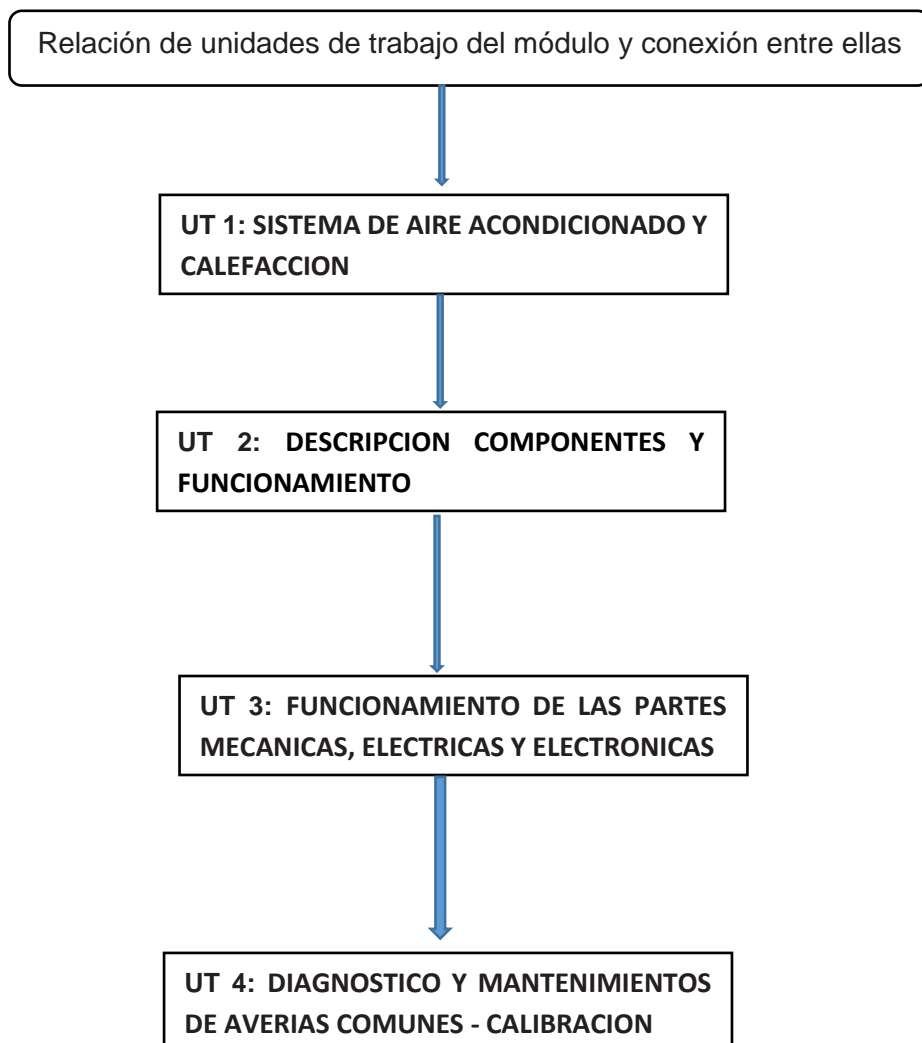 Relación de unidades de trabajo del módulo y conexión entre ellas
UT 1: SISTEMA DE AIRE ACONDICIONADO Y
CALEFACCION
UT 2: DESCRIPCION COMPONENTES Y
FUNCIONAMIENTO
UT 3: FUNCIONAMIENTO DE LAS PARTES
MECANICAS, ELECTRICAS Y ELECTRONICAS
UT 4: DIAGNOSTICO Y MANTENIMIENTOS
DE AVERIAS COMUNES - CALIBRACION